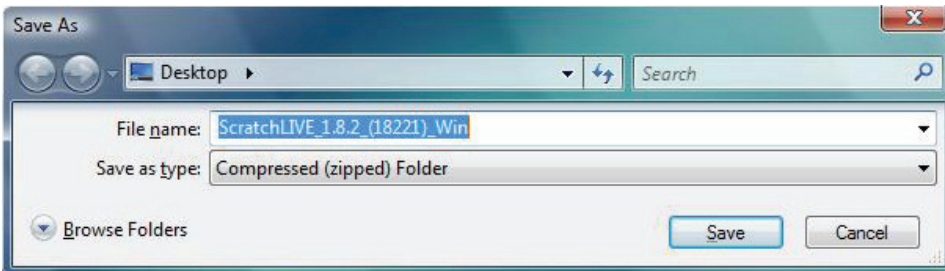 Save As
Desktop
Search
File name: ScratchLIVE_1.8.2_(18221)_Win
Save as type: Compressed (zipped) Folder
Browse Folders
Save
Cancel